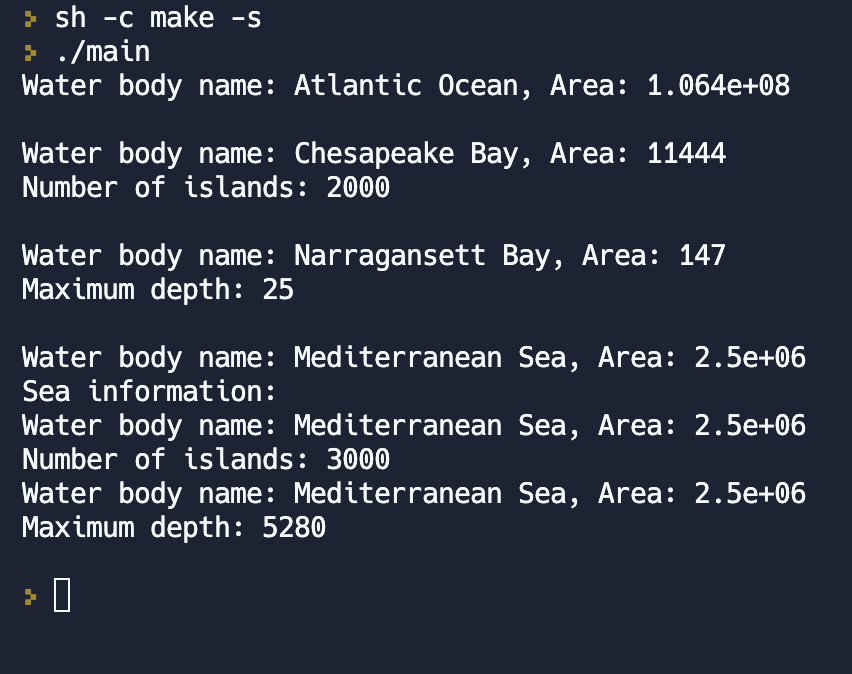 > sh -c make -s
> ./main
Water body name: Atlantic Ocean, Area: 1.064e+08
Water body name: Chesapeake Bay, Area: 11444
Number of islands: 2000
Water body name: Narragansett Bay, Area: 147
Maximum depth: 25
Water body name: Mediterranean Sea, Area: 2.5e+06
Sea information:
Water body name: Mediterranean Sea, Area: 2.5e+06
Number of islands: 3000
Water body name: Mediterranean Sea, Area: 2.5e+06
Maximum depth: 5280
>